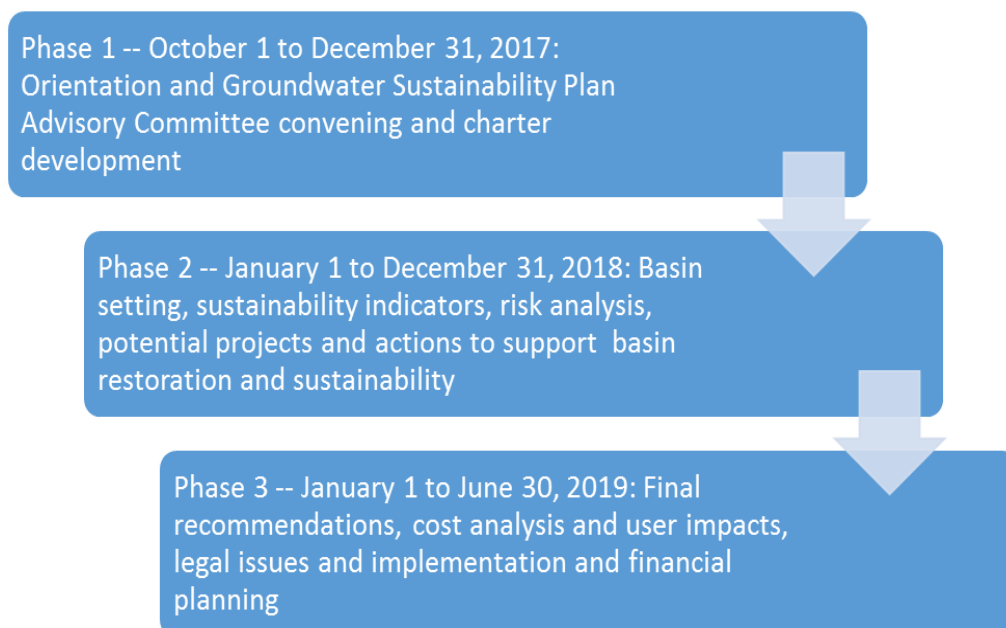 Phase 1 -- October 1 to December 31, 2017:
Orientation and Groundwater Sustainability Plan
Advisory Committee convening and charter
development
Phase 2 -- January 1 to December 31, 2018: Basin
setting, sustainability indicators, risk analysis,
potential projects and actions to support  basin
restoration and sustainability
Phase 3 -- January 1 to June 30, 2019: Final
recommendations, cost analysis and user impacts,
legal issues and implementation and financial
planning